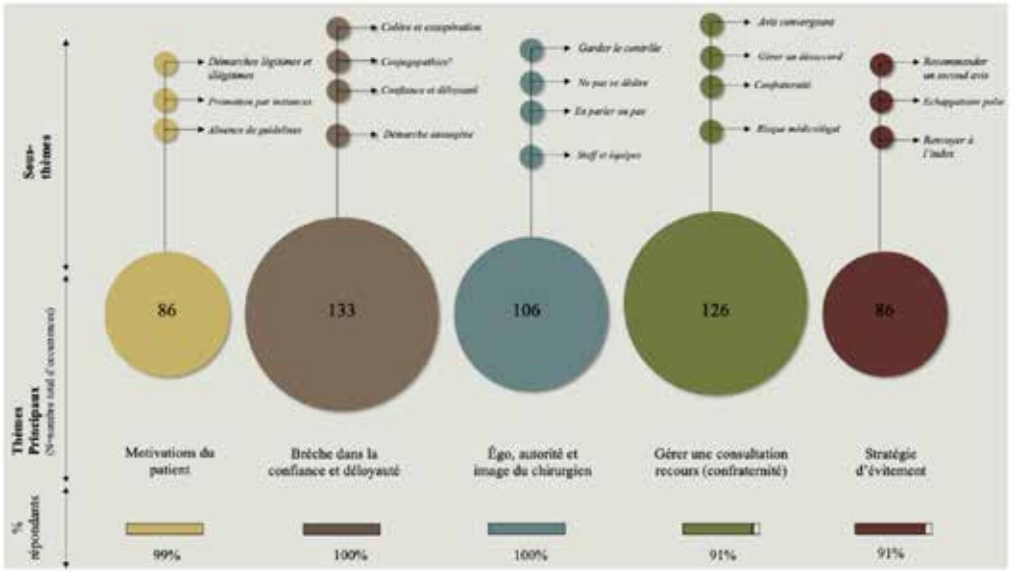 Sous-
thèmes
Démarches légitimes et
illégitimes
Promotion par instances
Absence de guidelines
Colère et exaspération
Conjugopathies?
Confiance et déloyauté
Démarche anxiogène
Garder le contrôle
Ne pas se dédire
En parler ou pas
Staff et équipes
Avis convergeant
Gérer un désaccord
Confraternité
Risque médicolégal
Recommander
un second avis
Echappatoire polie
Renvoyer à
l'index
Thèmes
Principaux
(N=nombre total d'occurrences)
86
133
106
126
86
Motivations du
patient
Brèche dans la
confiance et déloyauté
Égo, autorité et
image du chirurgien
Gérer une consultation
recours (confraternité)
Stratégie
d'évitement
%
répondants
99%
100%
100%
91%
91%